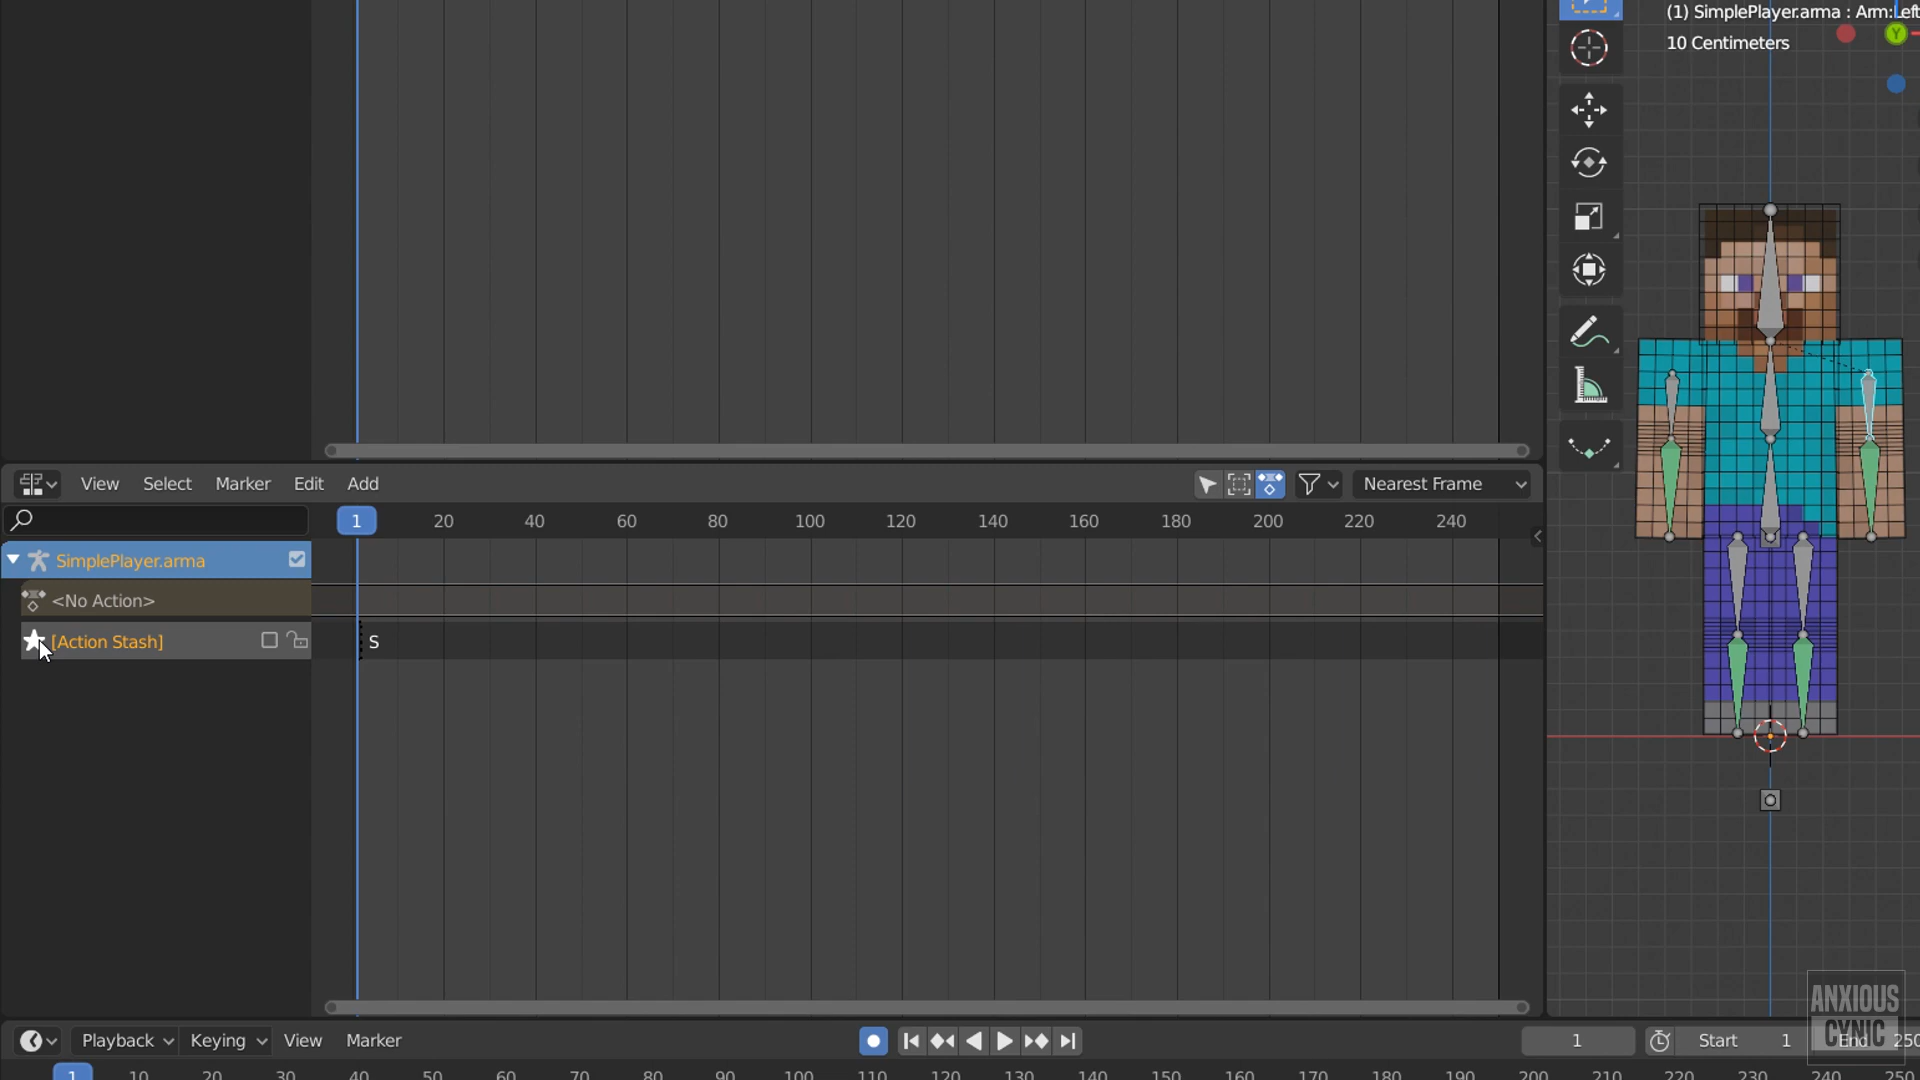 (1) SimplePlayer.arma : Arm:Left
10 Centimeters
Y
View Select Marker Edit Add Nearest Frame
1 20 40 60 80 100 120 140 160 180 200 220 240
SimplePlayer.arma
<No Action>
[Action Stash] S
ANXIOUS
CYNIC
Playback Keying View Marker 1 Start 1 End 250
1 10 20 30 40 50 60 70 80 90 100 110 120 130 140 150 160 170 180 190 200 210 220 230 240 250